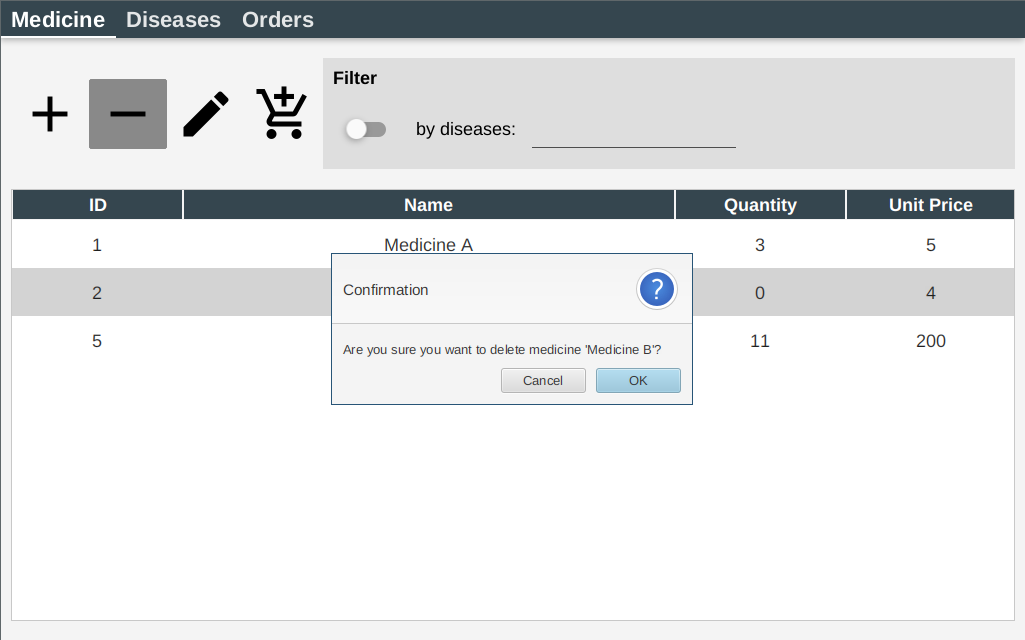 Medicine Diseases Orders
Filter
by diseases:
ID Name Quantity Unit Price
1 Medicine A 3 5
2 0 4
5 11 200
Confirmation
?
Are you sure you want to delete medicine 'Medicine B'?
Cancel OK